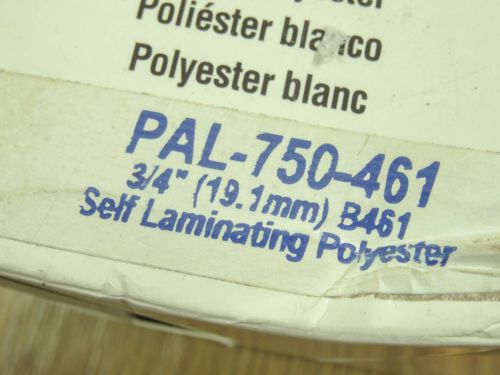 Poliéster blanco
Polyester blanc
PAL-750-461
3/4" (19.1mm) B461
Self Laminating Polyester